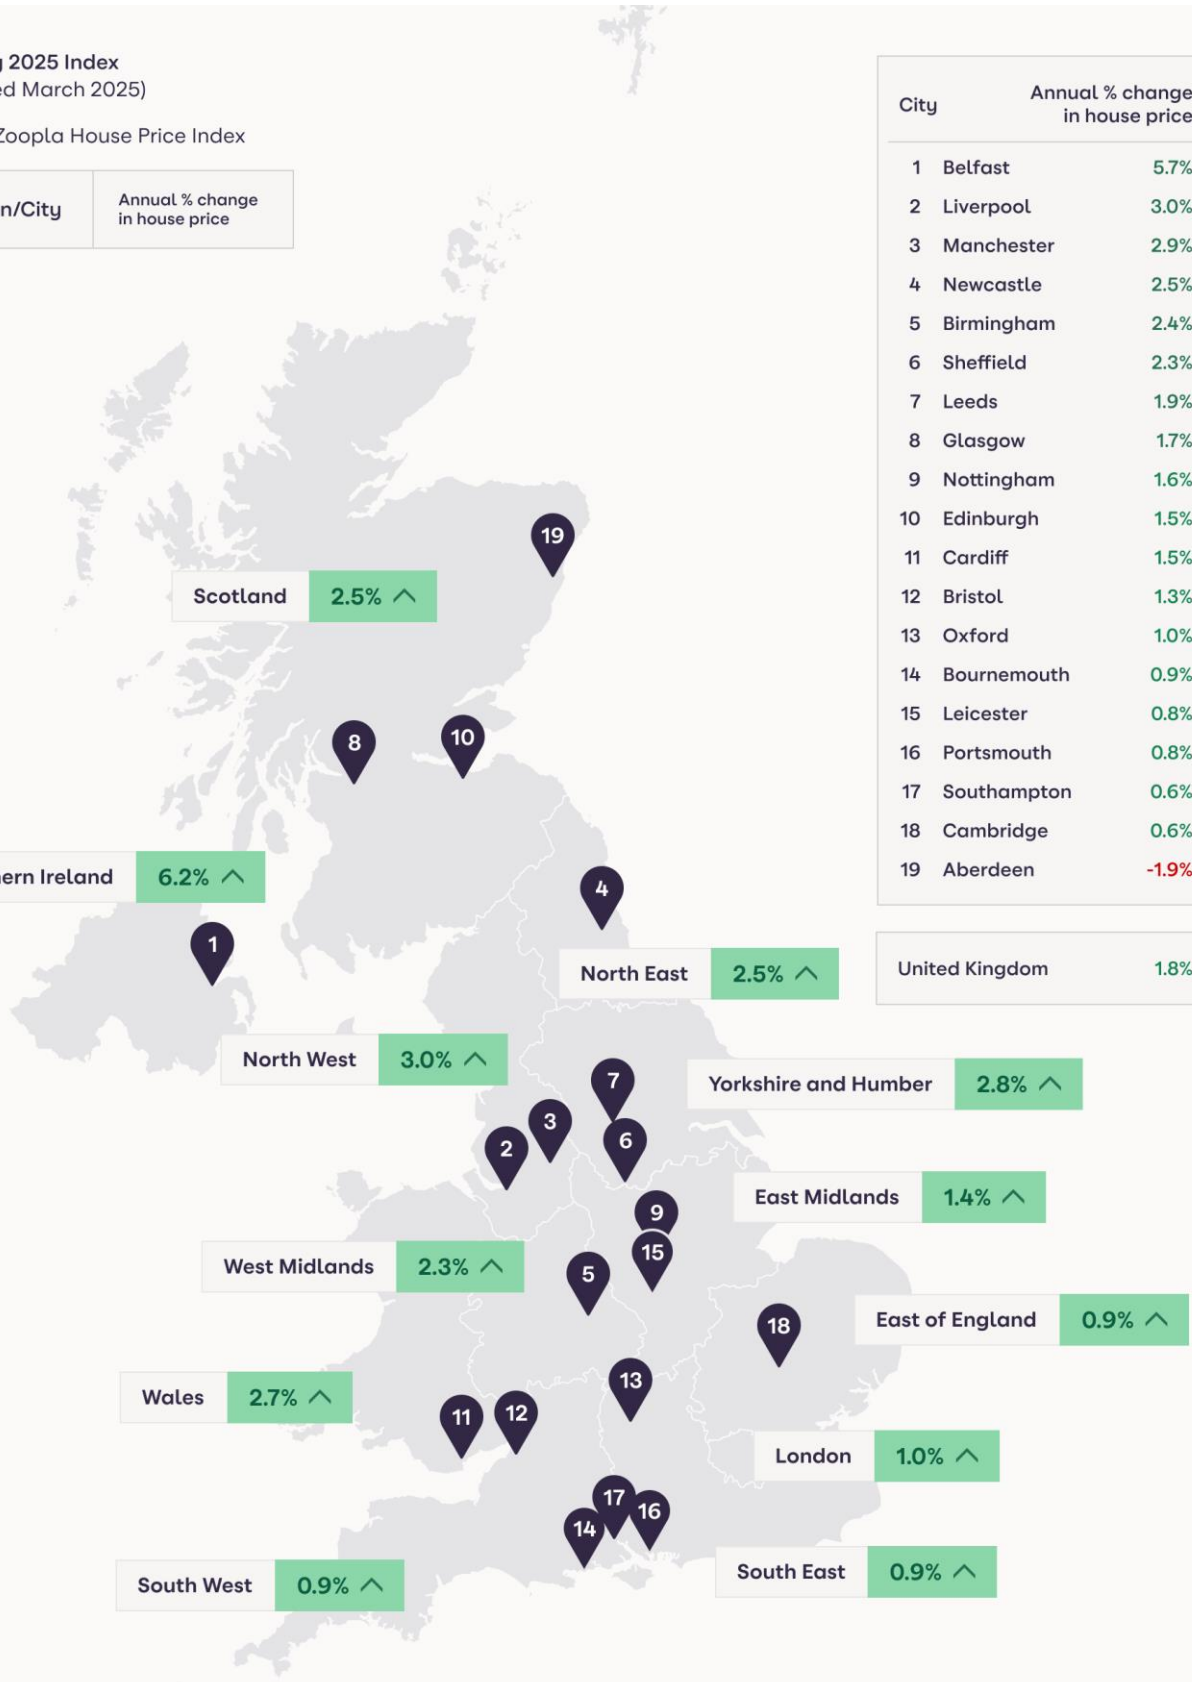 2025 Index
March 2025)
Zoopla House Price Index
Annual % change
in house price
City
Annual % change
in house price
1 Belfast 5.7%
2 Liverpool 3.0%
3 Manchester 2.9%
4 Newcastle 2.5%
5 Birmingham 2.4%
6 Sheffield 2.3%
7 Leeds 1.9%
8 Glasgow 1.7%
9 Nottingham 1.6%
10 Edinburgh 1.5%
11 Cardiff 1.5%
12 Bristol 1.3%
13 Oxford 1.0%
14 Bournemouth 0.9%
15 Leicester 0.8%
16 Portsmouth 0.8%
17 Southampton 0.6%
18 Cambridge 0.6%
19 Aberdeen -1.9%
United Kingdom 1.8%
19
Scotland 2.5%
8
10
ern Ireland 6.2%
4
1
North East 2.5%
North West 3.0%
7
Yorkshire and Humber 2.8%
3
2
6
East Midlands 1.4%
9
15
West Midlands 2.3%
5
18
East of England 0.9%
13
Wales 2.7%
11
12
London 1.0%
17
16
14
South East 0.9%
South West 0.9%